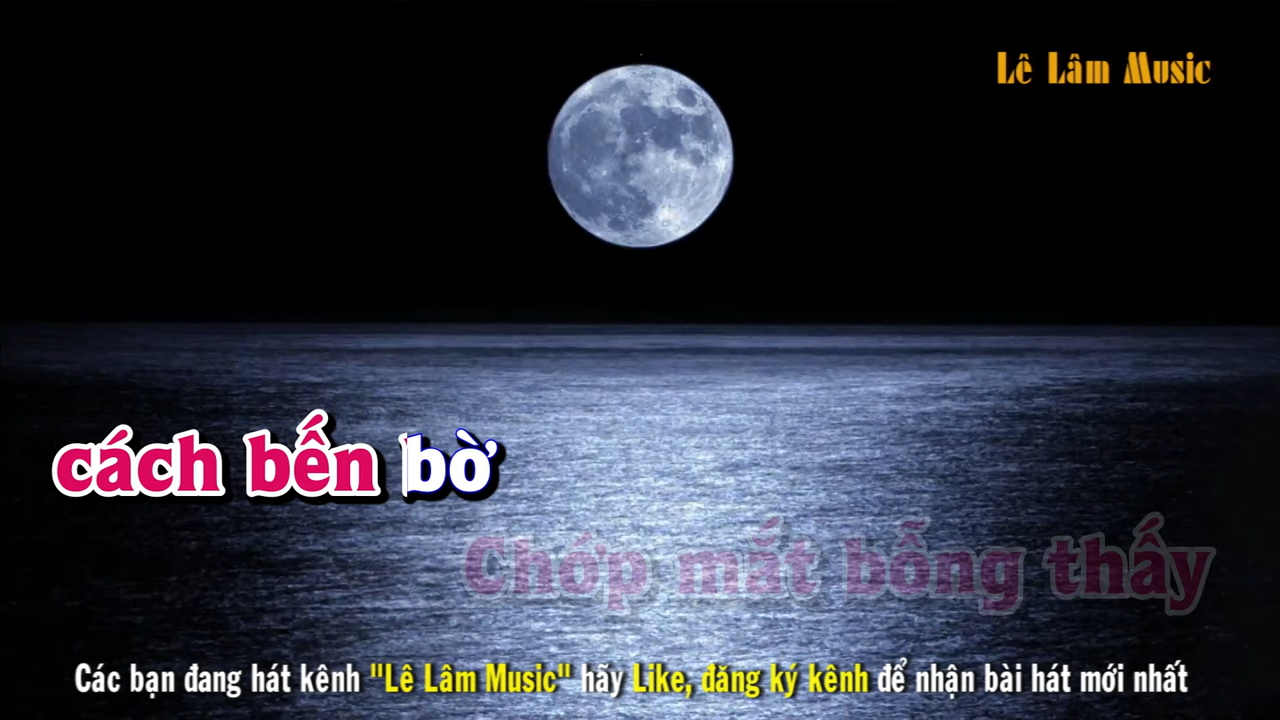 Lê Lâm Music
cách bến bờ
Chớp mắt bỗng thấy
Các bạn đang hát kênh "Lê Lâm Music" hãy Like, đăng ký kênh để nhận bài hát mới nhất